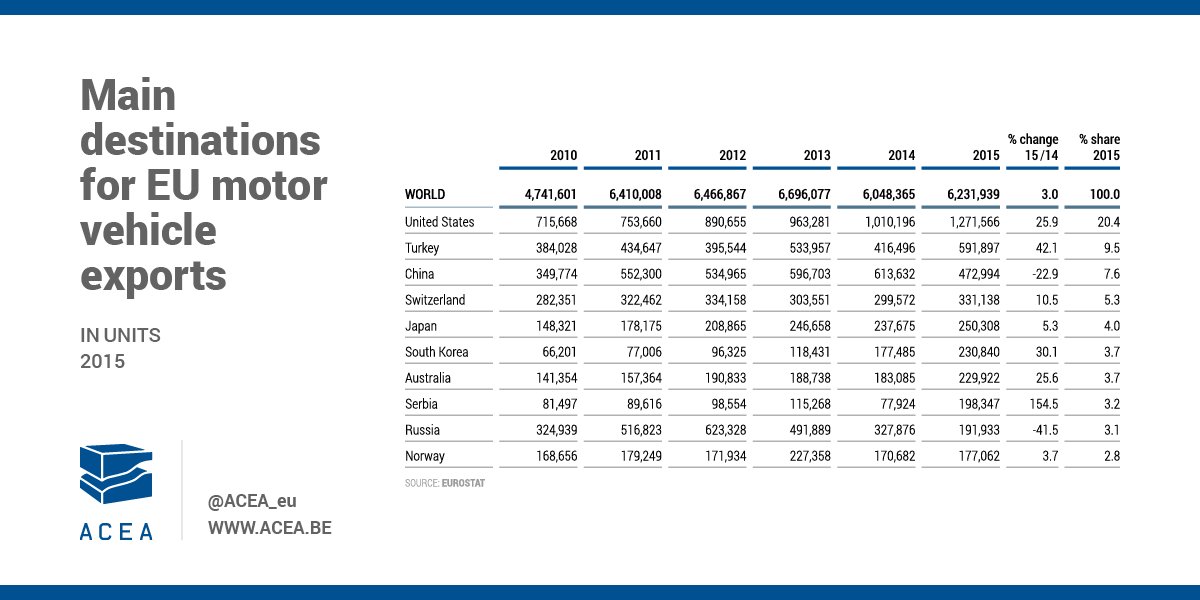 Main
destinations
for EU motor
vehicle
exports
IN UNITS
2015
ACEA
@ACEA_eu
WWW.ACEA.BE
% change % share
2010 2011 2012 2013 2014 2015 15/14 2015
WORLD 4,741,601 6,410,008 6,466,867 6,696,077 6,048,365 6,231,939 3.0 100.0
United States 715,668 753,660 890,655 963,281 1,010,196 1,271,566 25.9 20.4
Turkey 384,028 434,647 395,544 533,957 416,496 591,897 42.1 9.5
China 349,774 552,300 534,965 596,703 613,632 472,994 -22.9 7.6
Switzerland 282,351 322,462 334,158 303,551 299,572 331,138 10.5 5.3
Japan 148,321 178,175 208,865 246,658 237,675 250,308 5.3 4.0
South Korea 66,201 77,006 96,325 118,431 177,485 230,840 30.1 3.7
Australia 141,354 157,364 190,833 188,738 183,085 229,922 25.6 3.7
Serbia 81,497 89,616 98,554 115,268 77,924 198,347 154.5 3.2
Russia 324,939 516,823 623,328 491,889 327,876 191,933 -41.5 3.1
Norway 168,656 179,249 171,934 227,358 170,682 177,062 3.7 2.8
SOURCE: EUROSTAT